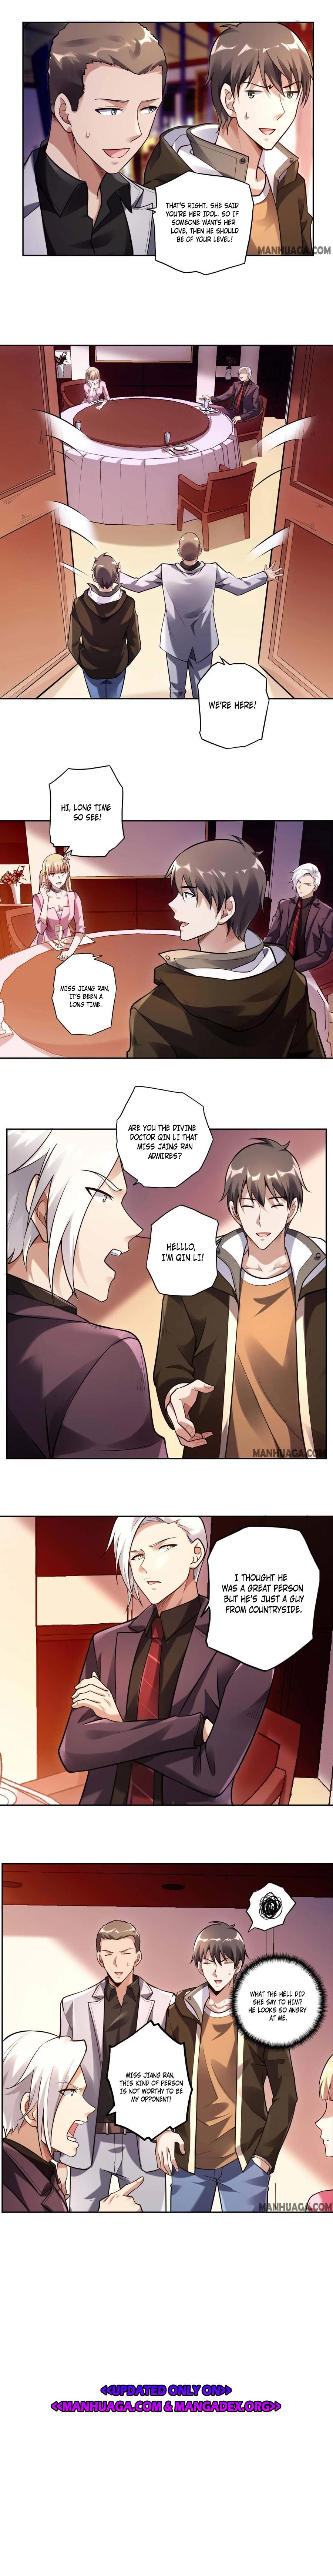 THAT'S RIGHT. SHE SAID
YOU'RE HER IDOL. SO IF
SOMEONE WANTS HER
LOVE, THEN HE SHOULD
BE OF YOUR LEVEL!
MANHUAGA.COM
WE'RE HERE!
HI, LONG TIME
SO SEE!
MISS JIANG RAN,
IT'S BEEN A
LONG TIME.
ARE YOU THE DIVINE
DOCTOR QIN LI THAT
MISS JAING RAN
ADMIRES?
HELLLO,
I'M QIN LI!
MANHUAGA.COM
I THOUGHT HE
WAS A GREAT PERSON
BUT HE'S JUST A GUY
FROM COUNTRYSIDE.
WHAT THE HELL DID
SHE SAY TO HIM?
HE LOOKS SO ANGRY
AT ME.
MISS JIANG RAN,
THIS KIND OF PERSON
IS NOT WORTHY TO BE
MY OPPONENT!
MANHUAGA.COM
<<UPDATED ONLY ON>>
<<MANHUAGA.COM & MANGADEX.ORG>>